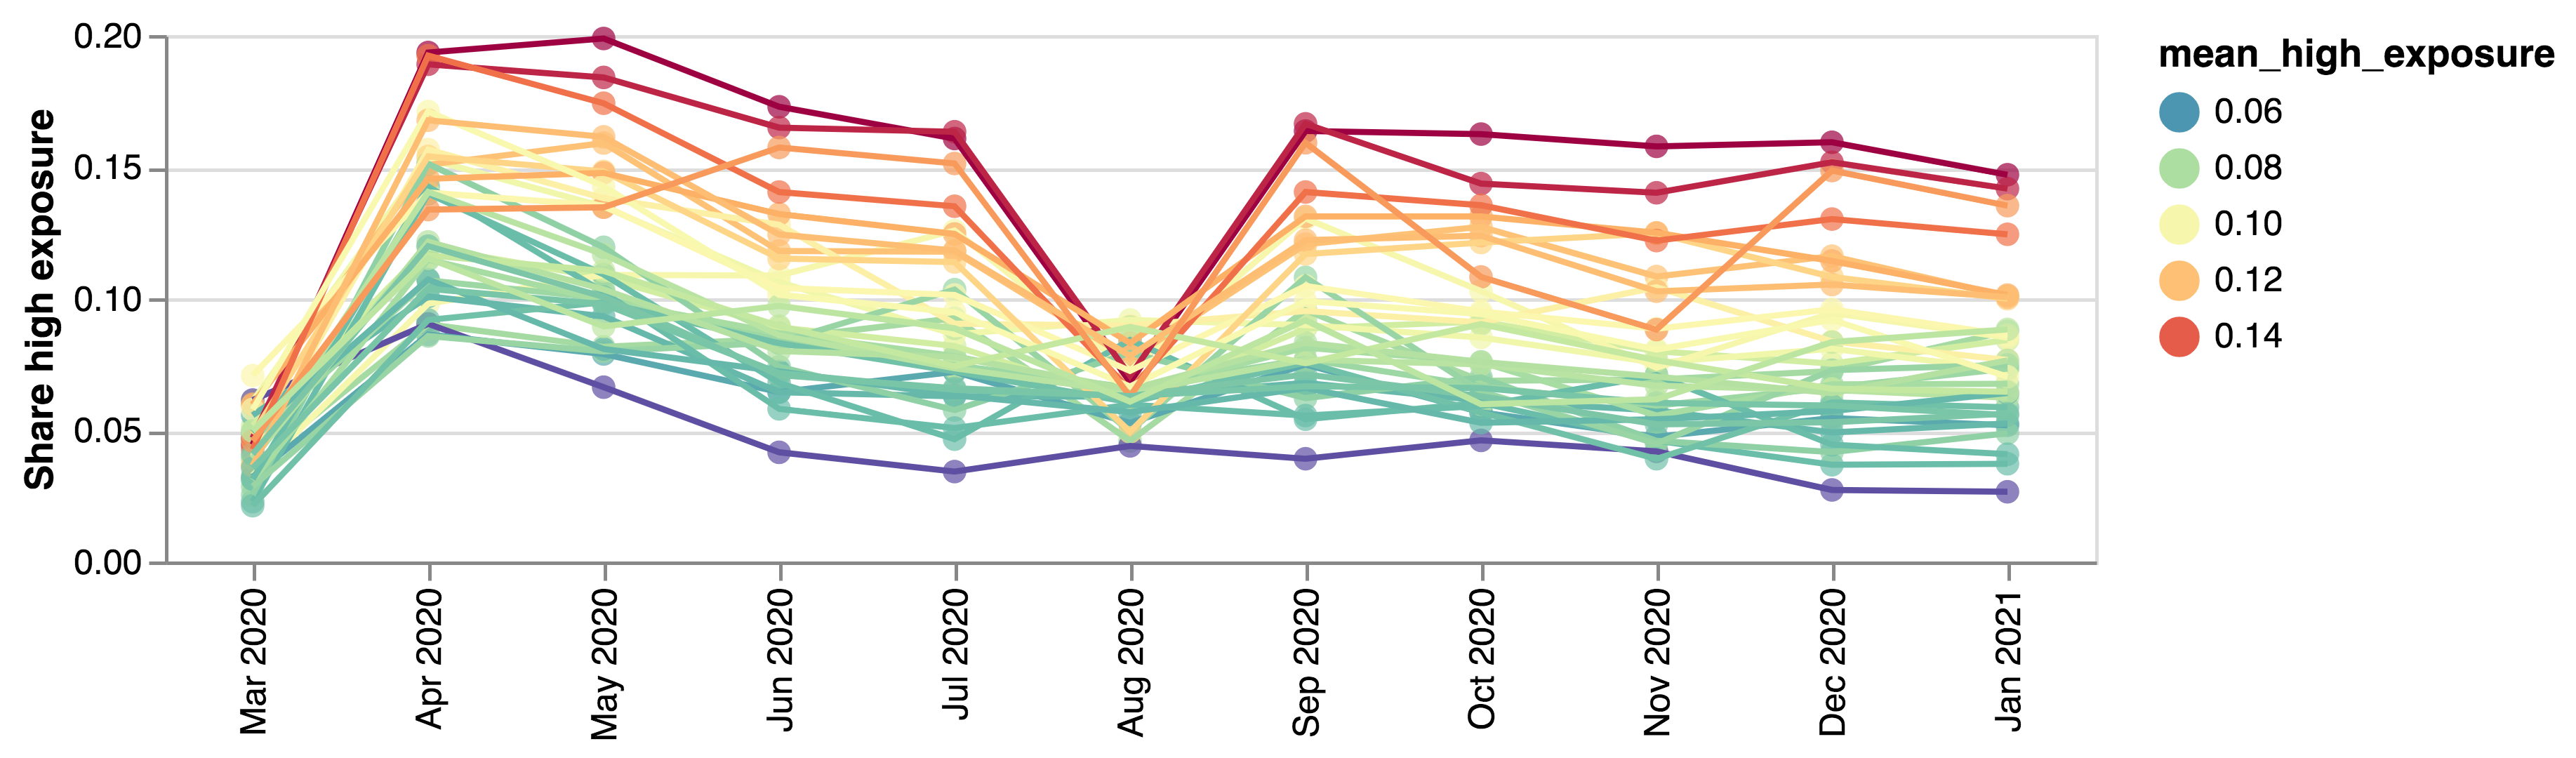 Share high exposure
0.20
0.15
0.10
0.05
0.00
Mar 2020
Apr 2020
May 2020
Jun 2020
Jul 2020
Aug 2020
Sep 2020
Oct 2020
Nov 2020
Dec 2020
Jan 2021
mean_high_exposure
0.06
0.08
0.10
0.12
0.14